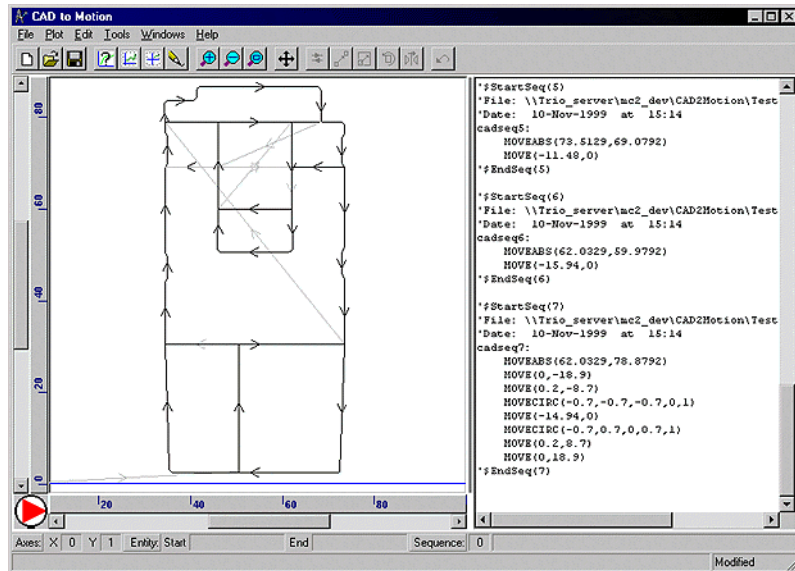 CAD to Motion
File Plot Edit Tools Windows Help
80
60
40
20
0
20 40 60 80
'$StartSeq(5)
'File: \\Trio_server\mc2_dev\CAD2Motion\Test
'Date: 10-Nov-1999 at 15:14
cadseq5:
MOVEABS(73.5129,69.0792)
MOVE(-11.48,0)
'$EndSeq(5)
'$StartSeq(6)
'File: \\Trio_server\mc2_dev\CAD2Motion\Test
'Date: 10-Nov-1999 at 15:14
cadseq6:
MOVEABS(62.0329,59.9792)
MOVE(-15.94,0)
'$EndSeq(6)
'$StartSeq(7)
'File: \\Trio_server\mc2_dev\CAD2Motion\Test
'Date: 10-Nov-1999 at 15:14
cadseq7:
MOVEABS(62.0329,78.8792)
MOVE(0,-18.9)
MOVE(0.2,-8.7)
MOVECIRC(-0.7,-0.7,-0.7,0,1)
MOVE(-14.94,0)
MOVECIRC(-0.7,0.7,0,0.7,1)
MOVE(0.2,8.7)
MOVE(0,18.9)
'$EndSeq(7)
Axes: X 0 Y 1 Entity: Start End Sequence: 0
Modified